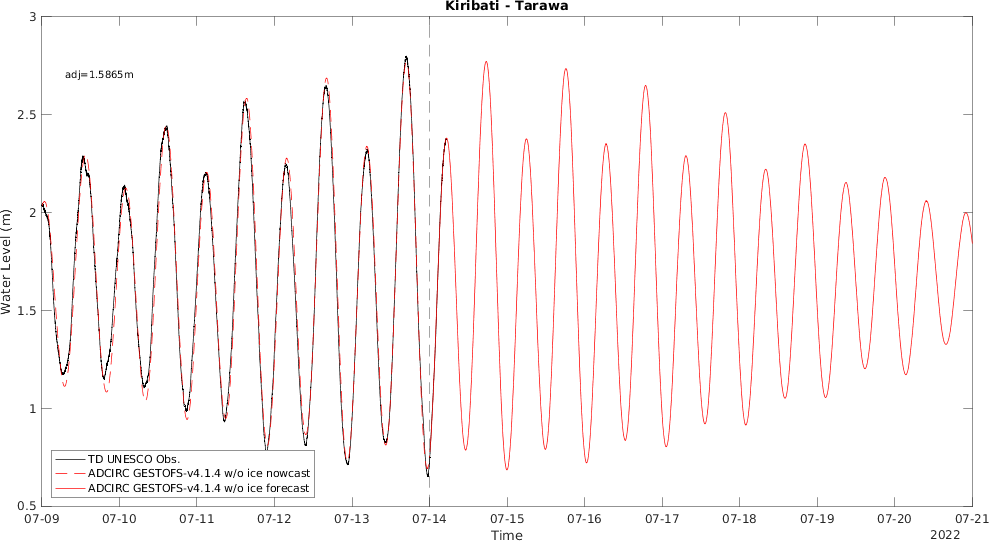 Kiribati - Tarawa
3
adj=1.5865m
2.5
2
Water Level (m)
1.5
1
TD UNESCO Obs.
ADCIRC GESTOFS-v4.1.4 w/o ice nowcast
ADCIRC GESTOFS-v4.1.4 w/o ice forecast
0.5
07-09 07-10 07-11 07-12 07-13 07-14 07-15 07-16 07-17 07-18 07-19 07-20 07-21
Time
2022